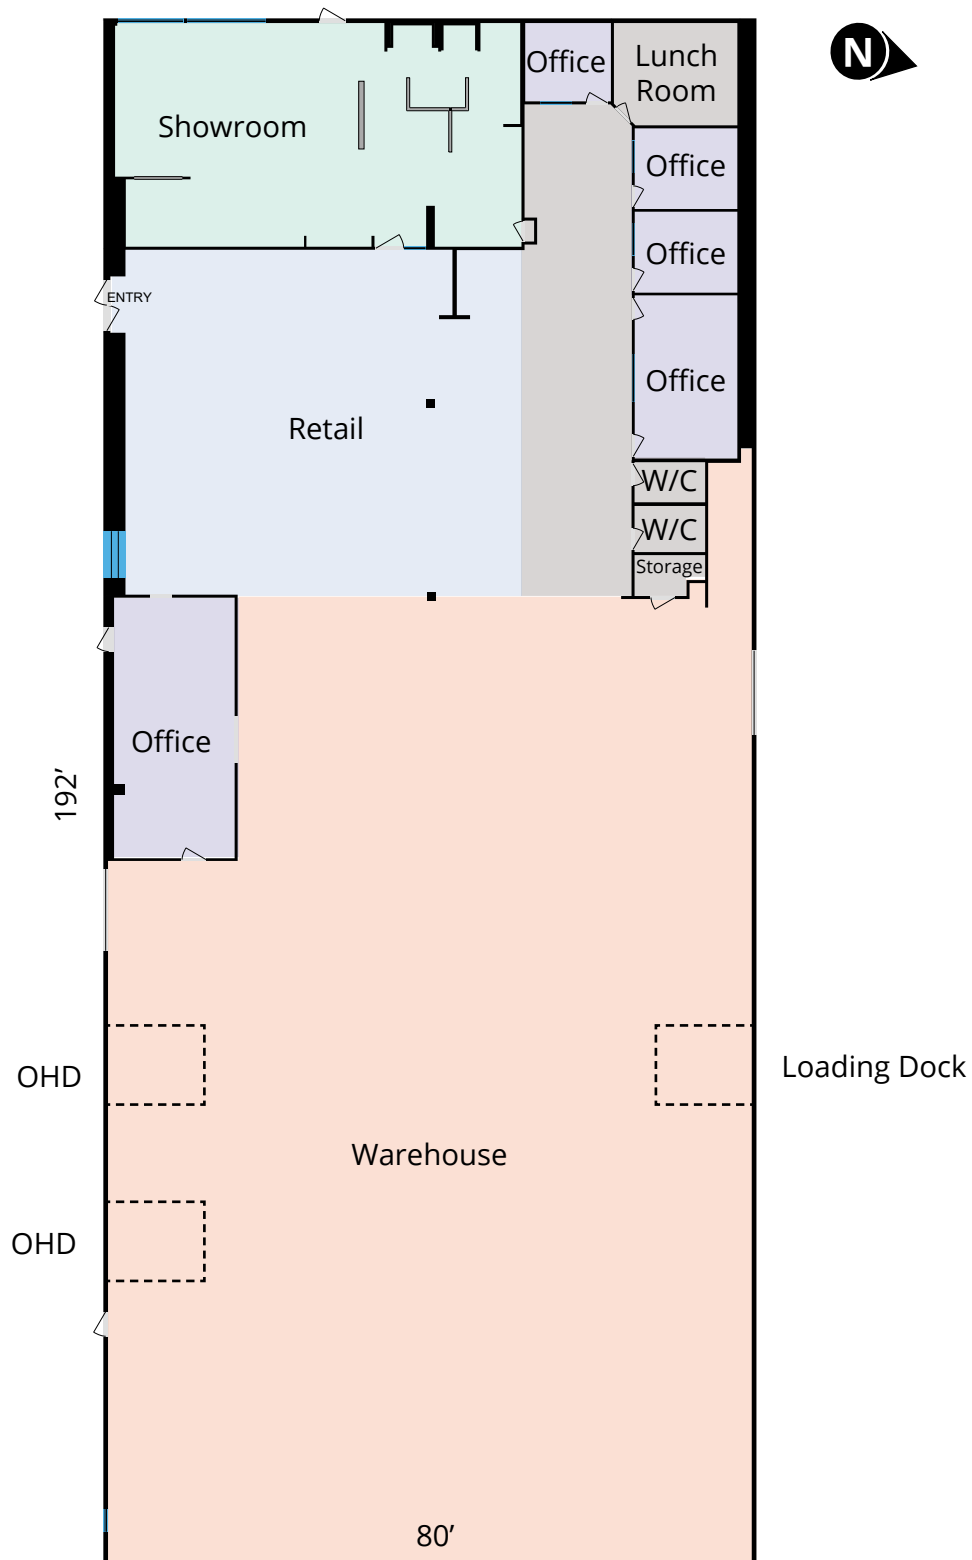 N
Office
Lunch
Room
Showroom
Office
Office
ENTRY
Office
Retail
W/C
W/C
Storage
Office
192’
OHD
Loading Dock
Warehouse
OHD
80’